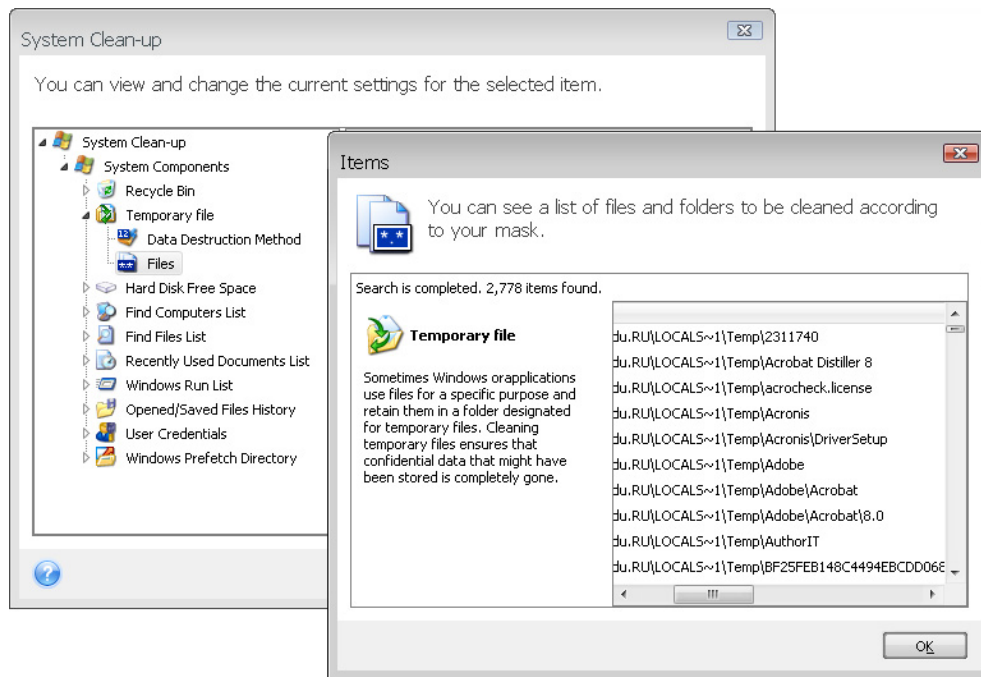 System Clean-up
You can view and change the current settings for the selected item.
System Clean-up
System Components
Recycle Bin
Temporary file
Data Destruction Method
Files
Hard Disk Free Space
Find Computers List
Find Files List
Recently Used Documents List
Windows Run List
Opened/Saved Files History
User Credentials
Windows Prefetch Directory
Items
You can see a list of files and folders to be cleaned according
to your mask.
Search is completed. 2,778 items found.
Temporary file
Sometimes Windows orapplications
use files for a specific purpose and
retain them in a folder designated
for temporary files. Cleaning
temporary files ensures that
confidential data that might have
been stored is completely gone.
du.RU\LOCALS~1\Temp\2311740
du.RU\LOCALS~1\Temp\Acrobat Distiller 8
du.RU\LOCALS~1\Temp\acrocheck.license
du.RU\LOCALS~1\Temp\Acronis
du.RU\LOCALS~1\Temp\Acronis\DriverSetup
du.RU\LOCALS~1\Temp\Adobe
du.RU\LOCALS~1\Temp\Adobe\Acrobat
du.RU\LOCALS~1\Temp\Adobe\Acrobat\8.0
du.RU\LOCALS~1\Temp\AuthorIT
du.RU\LOCALS~1\Temp\BF25FEB148C4494EBCDD068
OK